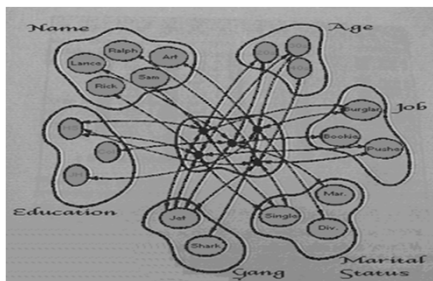 Name
Age
Ralph
Art
Lance
Sam
Rick
Burglar
Job
Bookie
Pusher
Education
Mar.
Jet
Single
Div.
Shark
Gang
Marital
Status